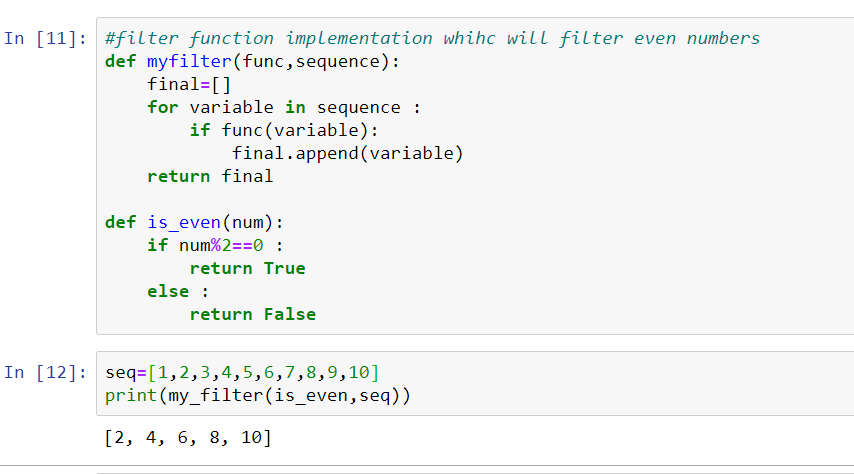 In [11]: #filter function implementation whihc will filter even numbers
def myfilter(func,sequence):
    final=[]
    for variable in sequence :
        if func(variable):
            final.append(variable)
    return final

def is_even(num):
    if num%2==0 :
        return True
    else :
        return False
In [12]: seq=[1,2,3,4,5,6,7,8,9,10]
print(my_filter(is_even,seq))
[2, 4, 6, 8, 10]